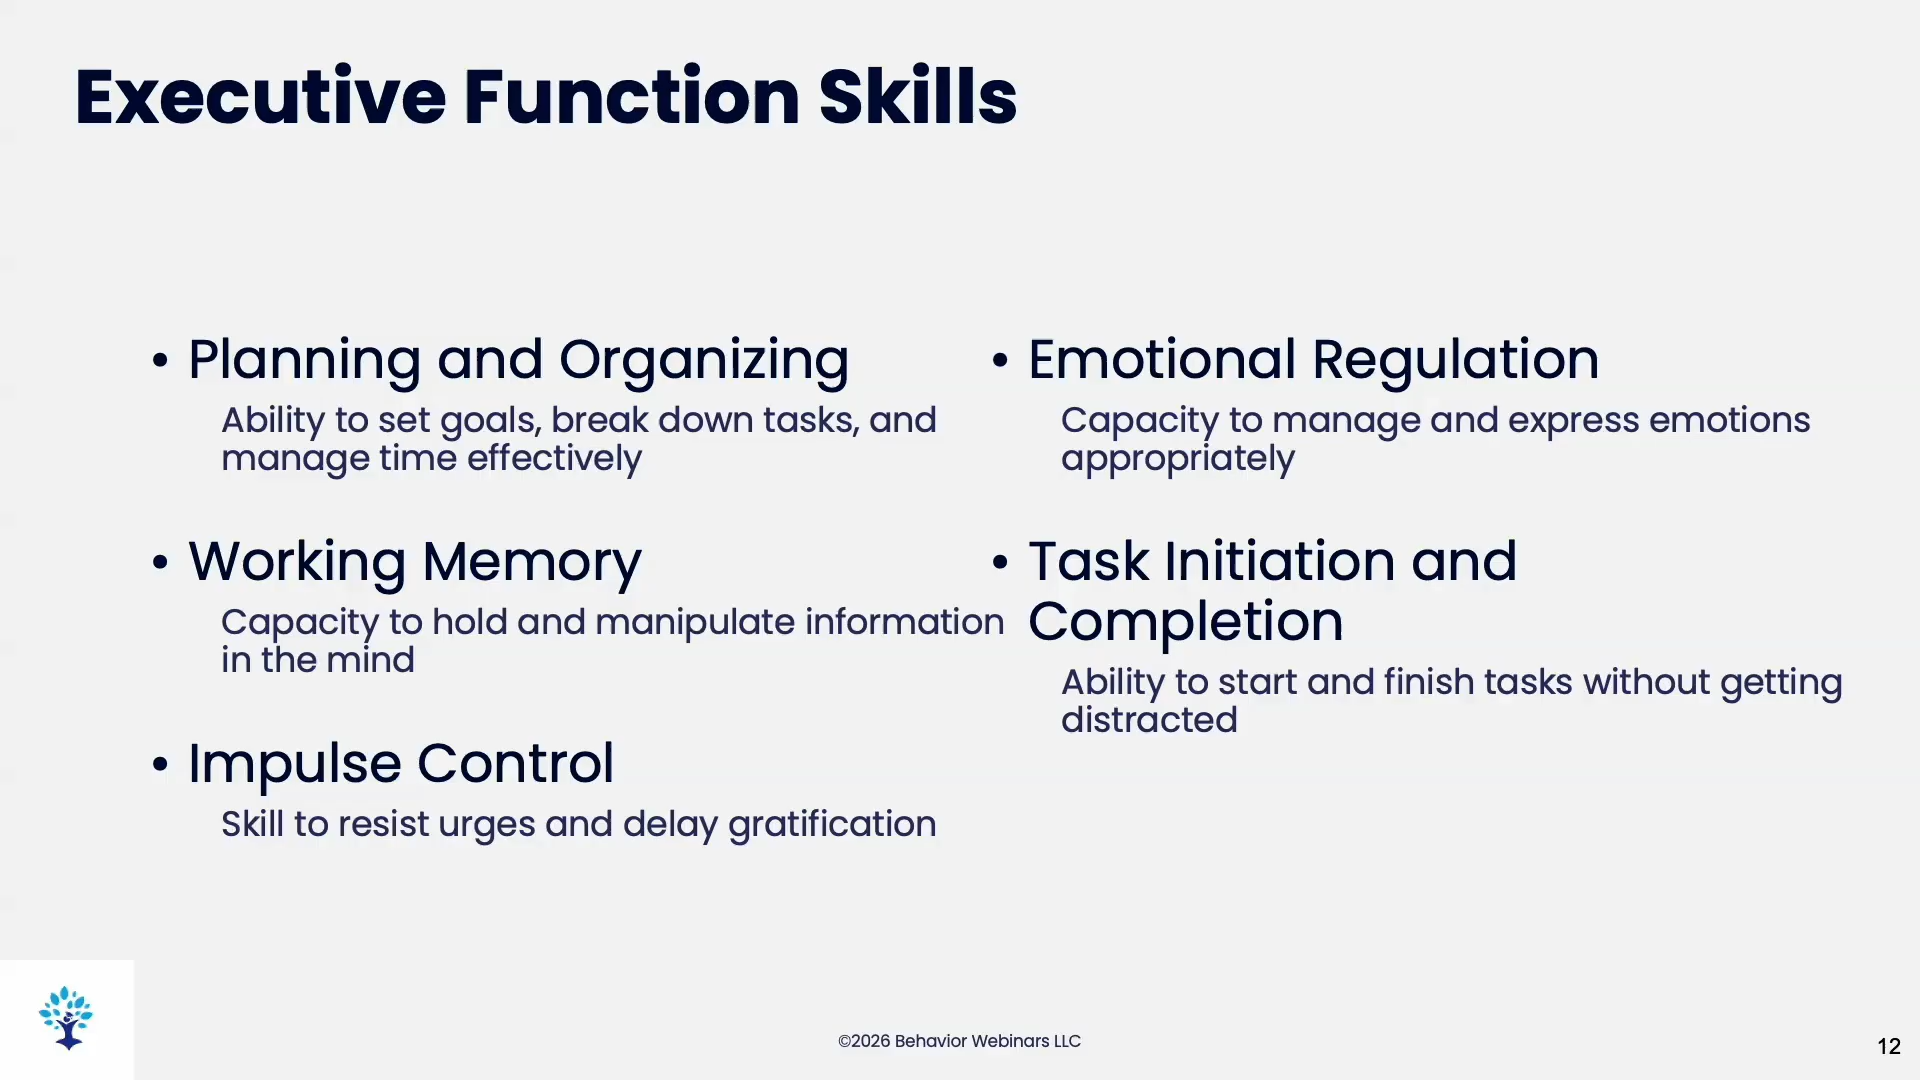 Executive Function Skills
• Planning and Organizing
Ability to set goals, break down tasks, and
manage time effectively
• Working Memory
Capacity to hold and manipulate information
in the mind
• Impulse Control
Skill to resist urges and delay gratification
• Emotional Regulation
Capacity to manage and express emotions
appropriately
• Task Initiation and
Completion
Ability to start and finish tasks without getting
distracted
©2026 Behavior Webinars LLC
12